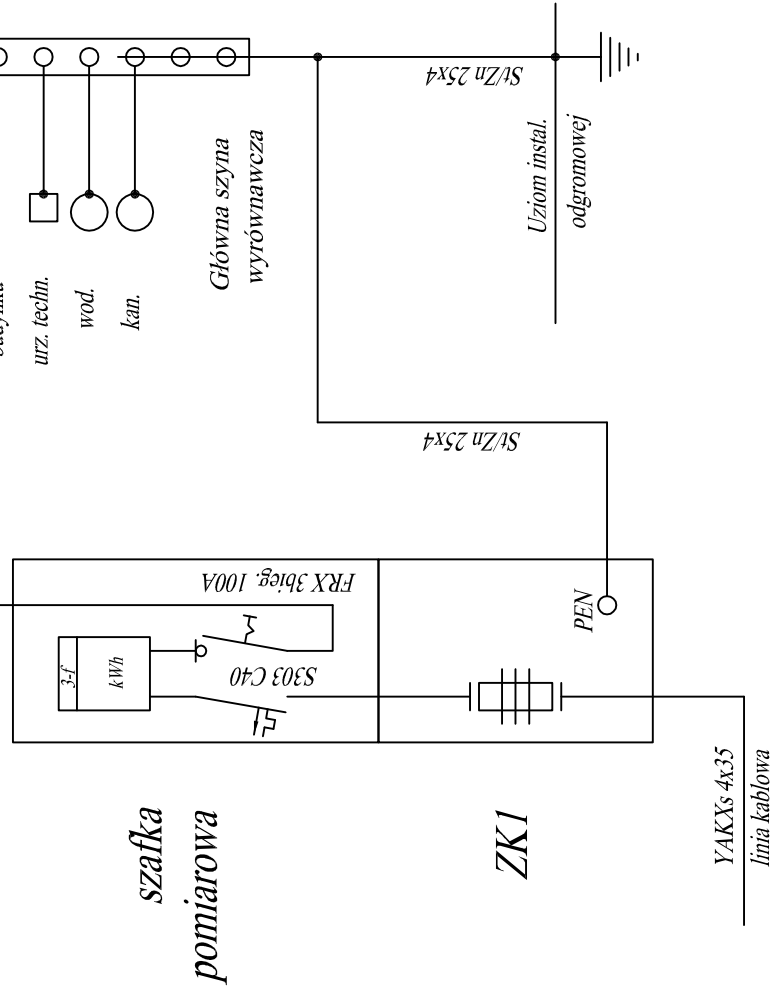 St/Zn 25x4
Uziom instal.
odgromowej
Główna szyna
wyrównawcza
budynku
urz. techn.
wod.
kan.
St/Zn 25x4
FRX 3bieg. 100A
3-f
kWh
S303 C40
PEN
szafka
pomiarowa
ZK1
YAKXs 4x35
linia kablowa